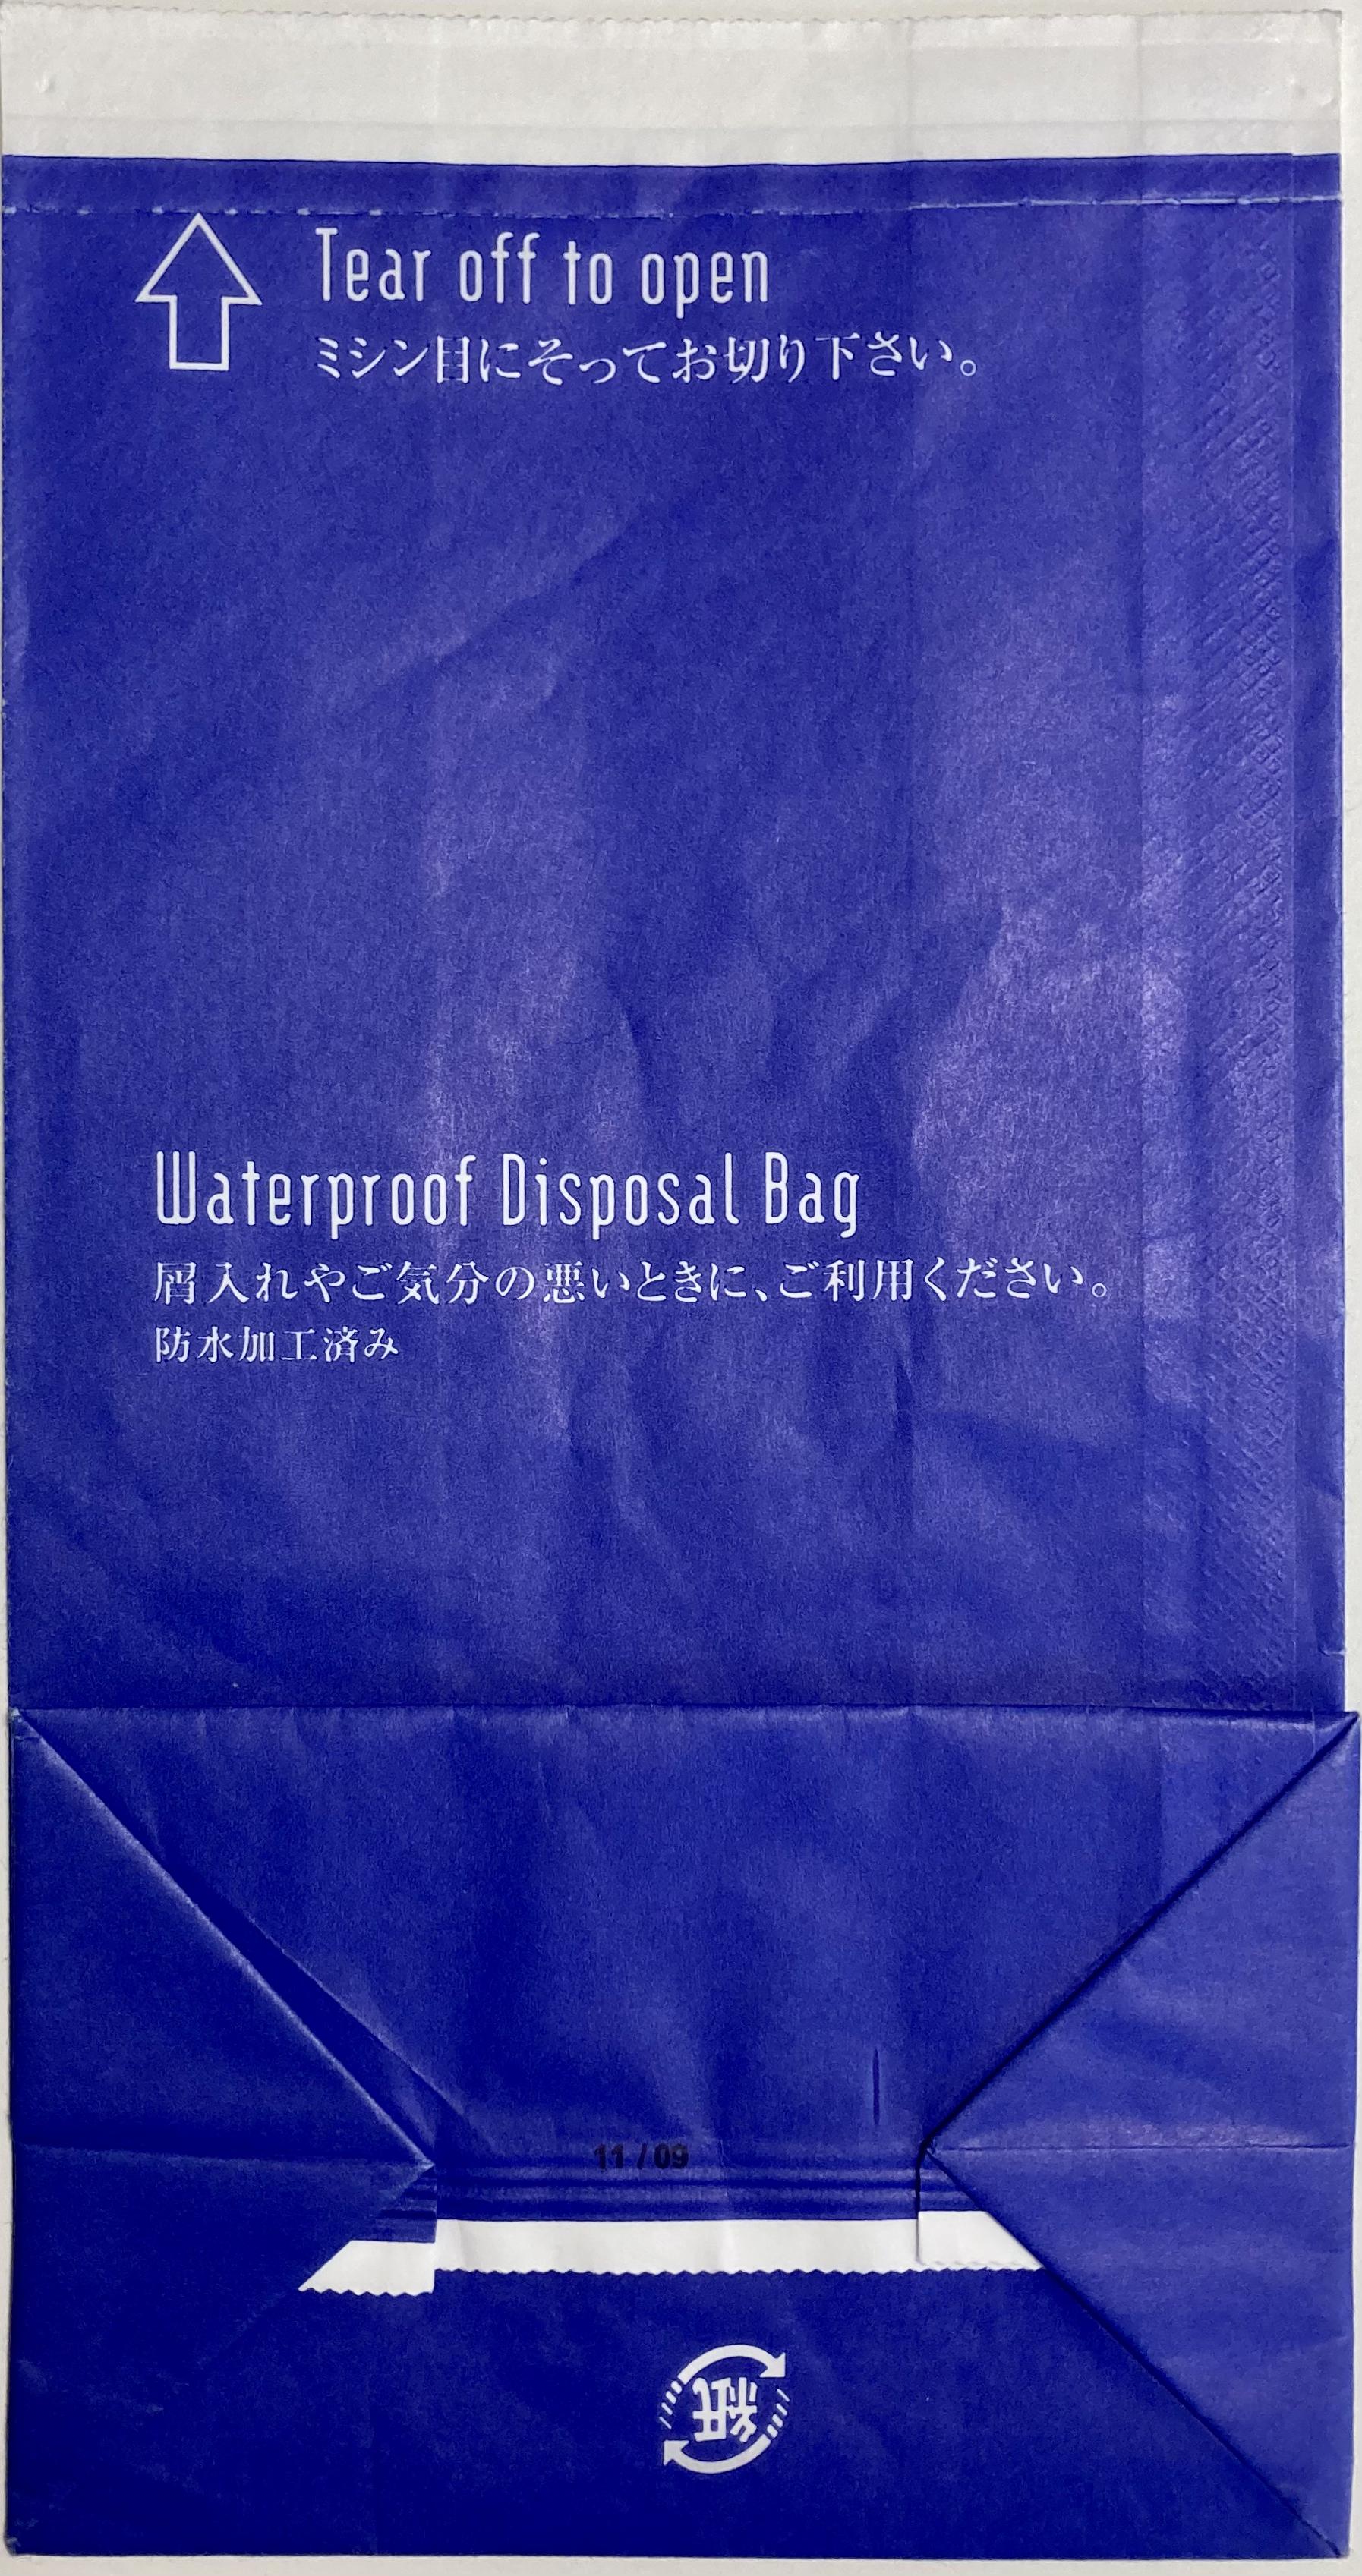 Tear off to open
ミシン目にそってお切り下さい。
Waterproof Disposal Bag
屑入れやご気分の悪いときに、ご利用ください。
防水加工済み
11 / 09
紙